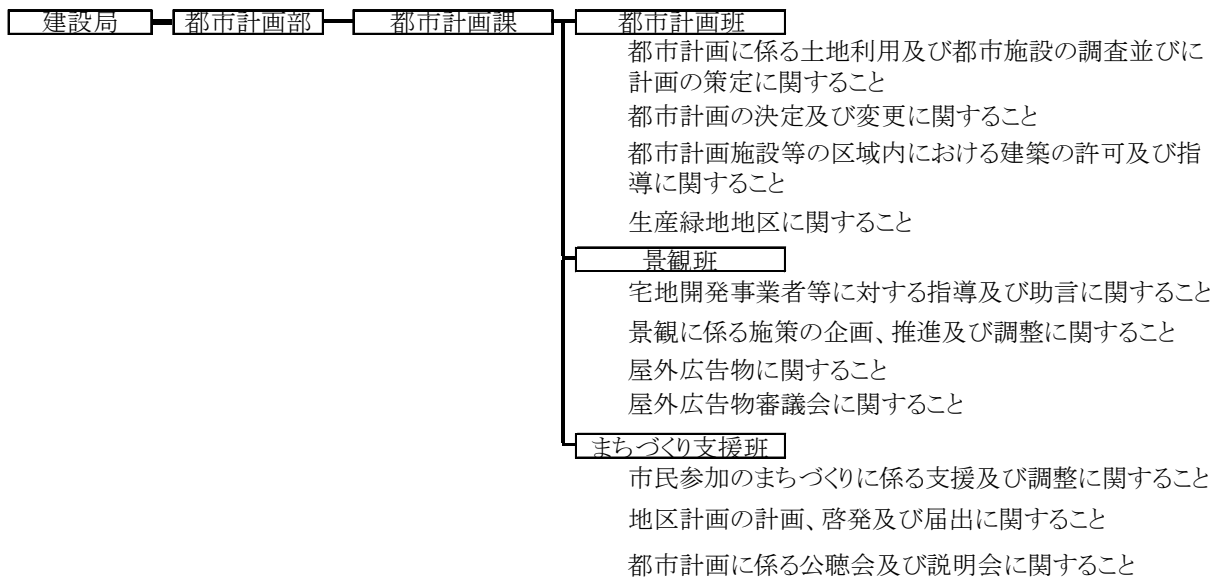 建設局 都市計画部 都市計画課 都市計画班
都市計画に係る土地利用及び都市施設の調査並びに
計画の策定に関すること
都市計画の決定及び変更に関すること
都市計画施設等の区域内における建築の許可及び指
導に関すること
生産緑地地区に関すること
景観班
宅地開発事業者等に対する指導及び助言に関すること
景観に係る施策の企画、推進及び調整に関すること
屋外広告物に関すること
屋外広告物審議会に関すること
まちづくり支援班
市民参加のまちづくりに係る支援及び調整に関すること
地区計画の計画、啓発及び届出に関すること
都市計画に係る公聴会及び説明会に関すること